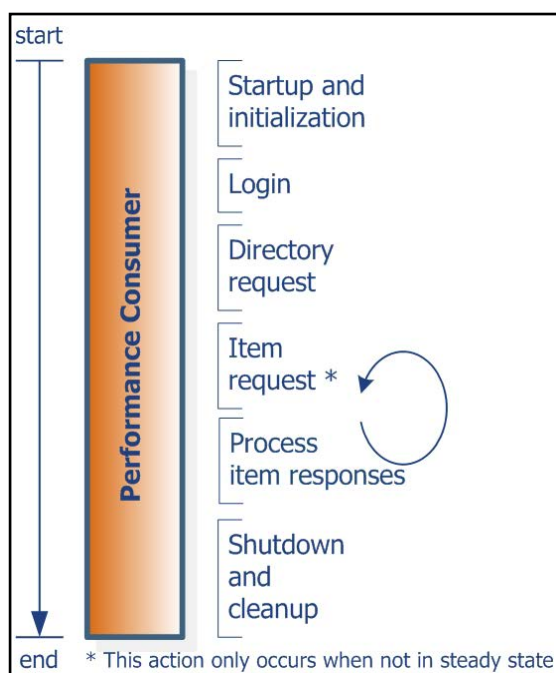 start
Startup and
initialization
Login
Directory
request
Performance Consumer
Item
request *
Process
item responses
Shutdown
and
cleanup
end
* This action only occurs when not in steady state